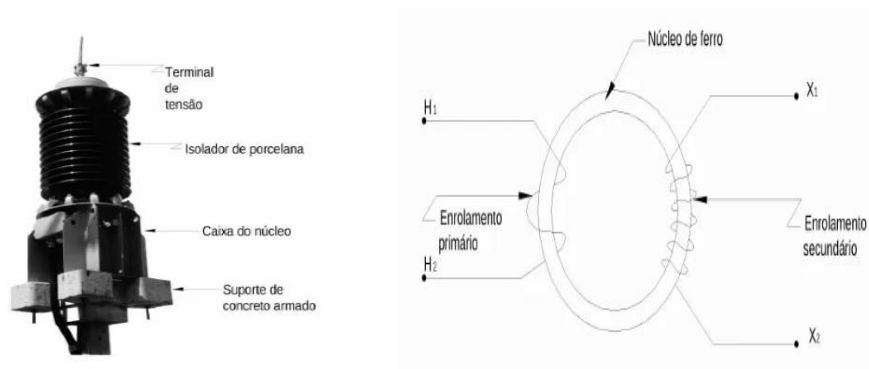 Terminal
de
tensão
Isolador de porcelana
Caixa do núcleo
Suporte de
concreto armado
Núcleo de ferro
H1
X1
Enrolamento
primário
Enrolamento
secundário
H2
X2